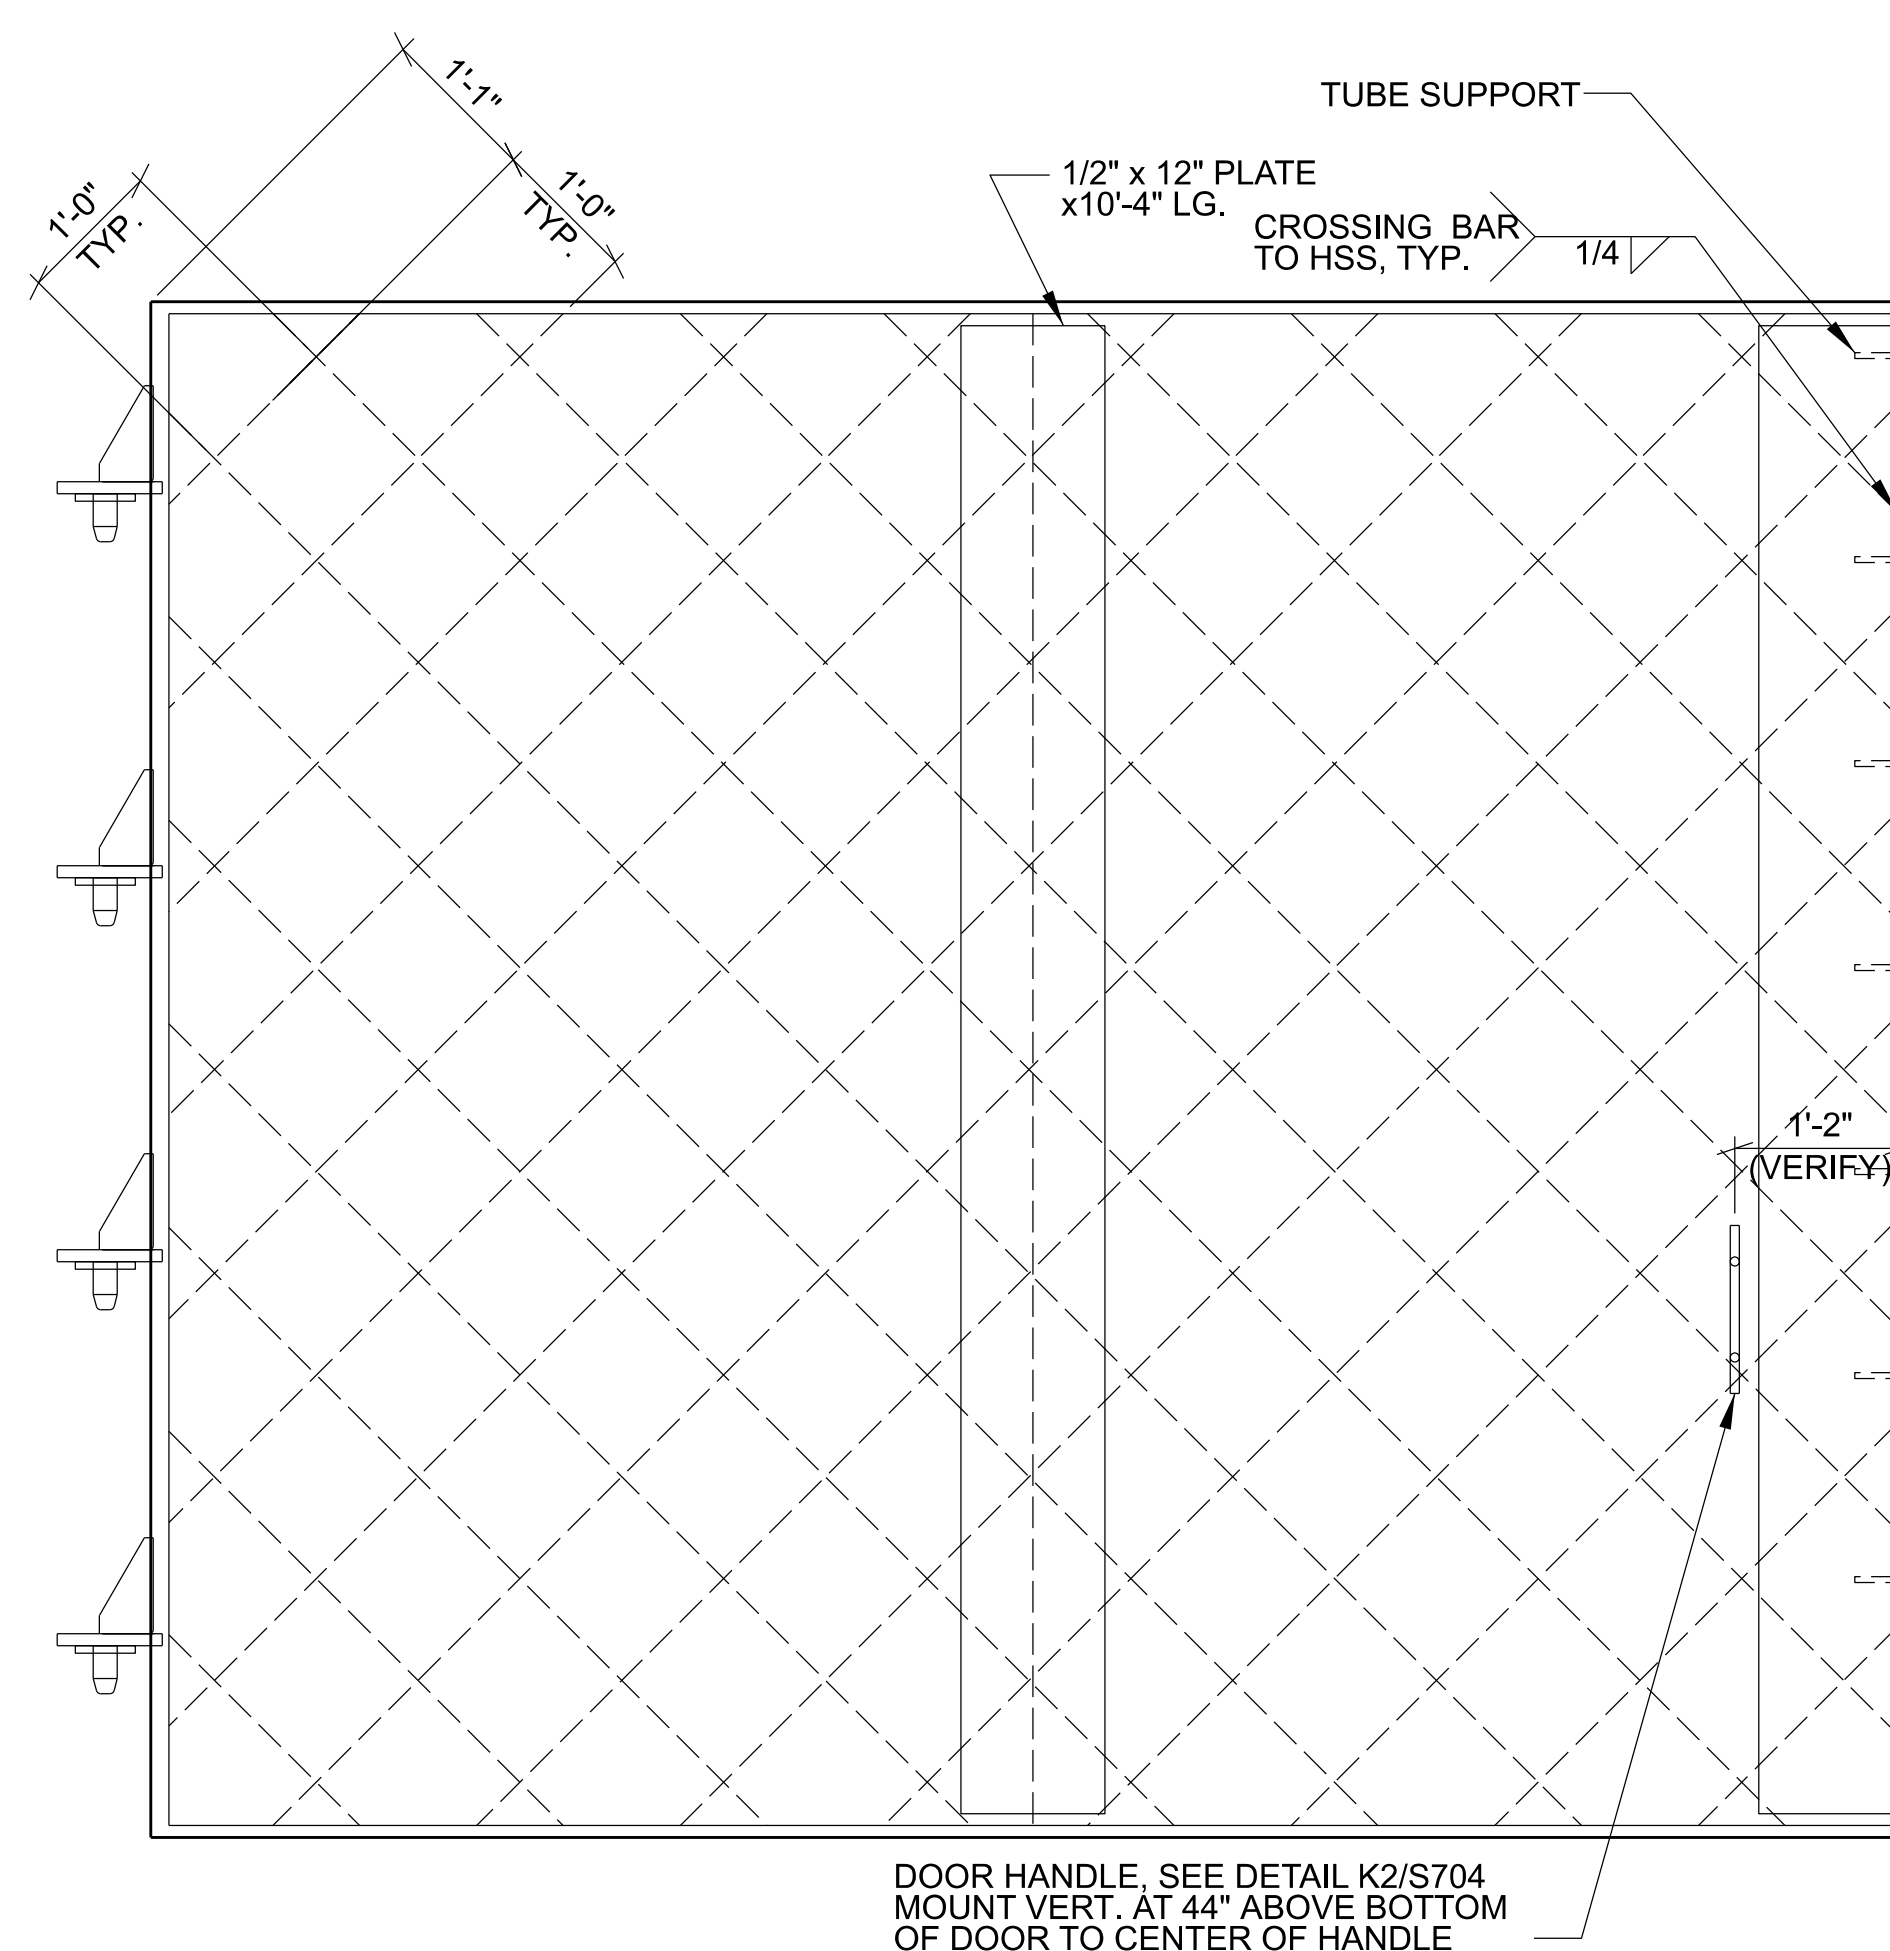 TUBE SUPPORT
1'-1"
1/2" x 12" PLATE
x10'-4" LG.
1'-0"
TYP.
1'-0"
TYP.
CROSSING BAR
TO HSS, TYP.
1/4
1'-2"
(VERIFY)
DOOR HANDLE, SEE DETAIL K2/S704
MOUNT VERT. AT 44" ABOVE BOTTOM
OF DOOR TO CENTER OF HANDLE